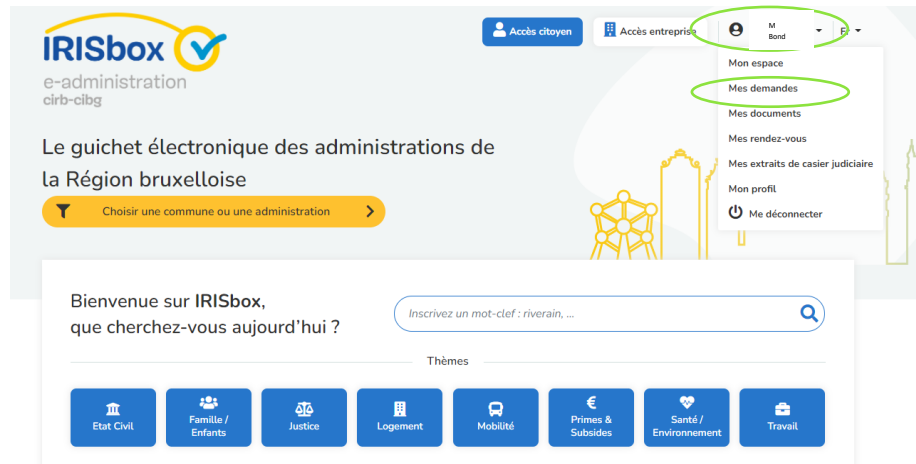 IRISbox
e-administration
cirb-cibg
Accès citoyen
Accès entreprise
M
Bond
Fr
Mon espace
Mes demandes
Mes documents
Mes rendez-vous
Mes extraits de casier judiciaire
Mon profil
Me déconnecter
Le guichet électronique des administrations de
la Région bruxelloise
Choisir une commune ou une administration
Bienvenue sur IRISbox,
que cherchez-vous aujourd’hui ?
Inscrivez un mot-clef : riverain, ...
Thèmes
Etat Civil
Famille /
Enfants
Justice
Logement
Mobilité
Primes &
Subsides
Santé /
Environnement
Travail